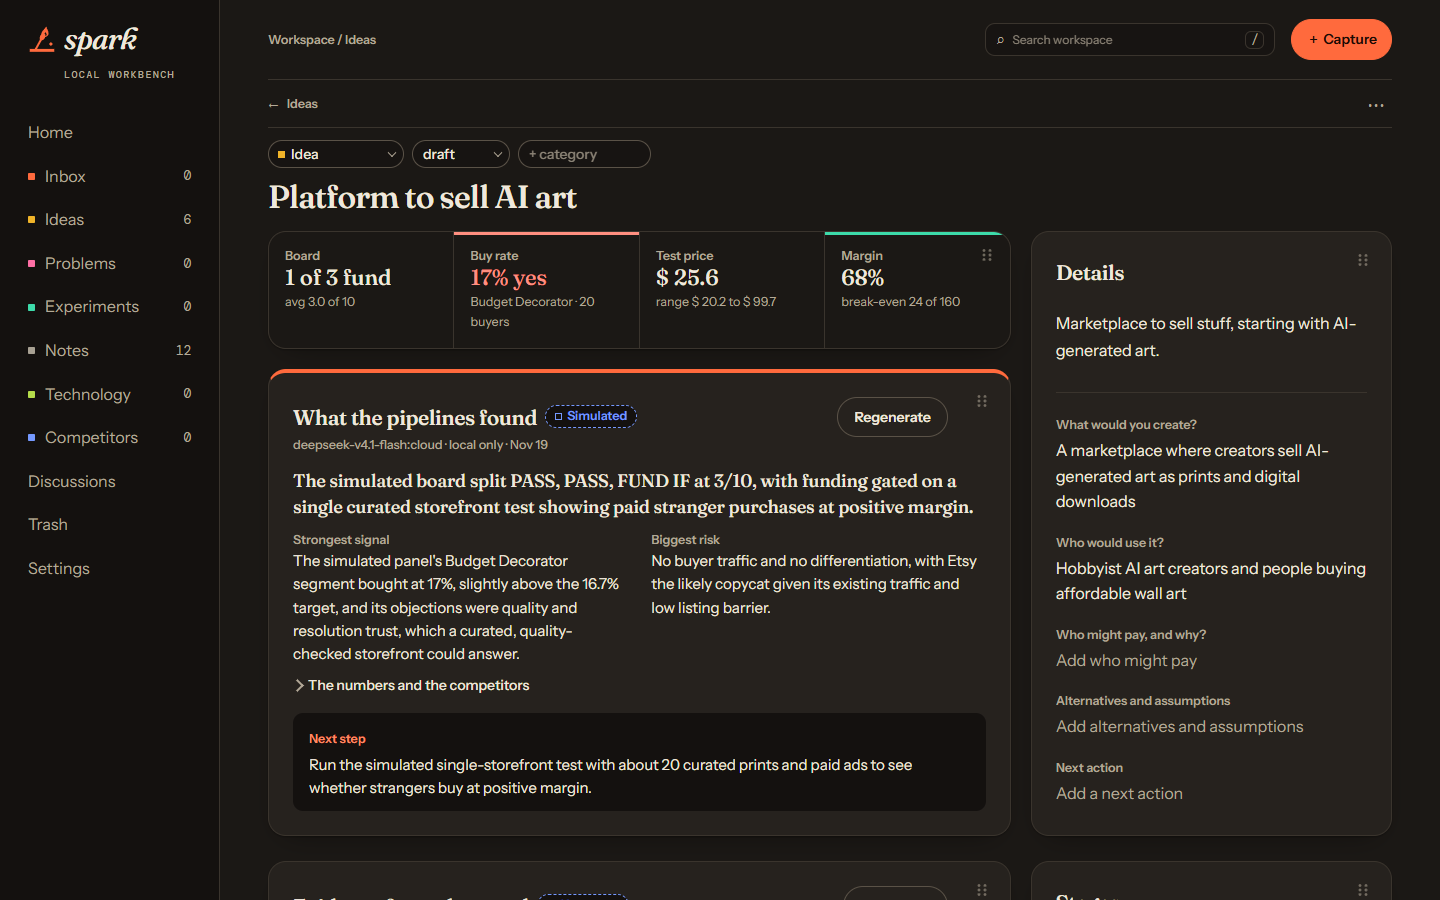 spark
LOCAL WORKBENCH
Home
Inbox 0
Ideas 6
Problems 0
Experiments 0
Notes 12
Technology 0
Competitors 0
Discussions
Trash
Settings
Workspace / Ideas
Search workspace /
+ Capture
← Ideas
...
Idea
draft
+ category
Platform to sell AI art
Board
1 of 3 fund
avg 3.0 of 10
Buy rate
17% yes
Budget Decorator · 20
buyers
Test price
$ 25.6
range $ 20.2 to $ 99.7
Margin
68%
break-even 24 of 160
What the pipelines found
Simulated
Regenerate
deepseek-v4.1-flash:cloud · local only · Nov 19
The simulated board split PASS, PASS, FUND IF at 3/10, with funding gated on a
single curated storefront test showing paid stranger purchases at positive margin.
Strongest signal
The simulated panel's Budget Decorator
segment bought at 17%, slightly above the 16.7%
target, and its objections were quality and
resolution trust, which a curated, quality-
checked storefront could answer.
Biggest risk
No buyer traffic and no differentiation, with Etsy
the likely copycat given its existing traffic and
low listing barrier.
The numbers and the competitors
Next step
Run the simulated single-storefront test with about 20 curated prints and paid ads to see
whether strangers buy at positive margin.
Details
Marketplace to sell stuff, starting with AI-
generated art.
What would you create?
A marketplace where creators sell AI-
generated art as prints and digital
downloads
Who would use it?
Hobbyist AI art creators and people buying
affordable wall art
Who might pay, and why?
Add who might pay
Alternatives and assumptions
Add alternatives and assumptions
Next action
Add a next action